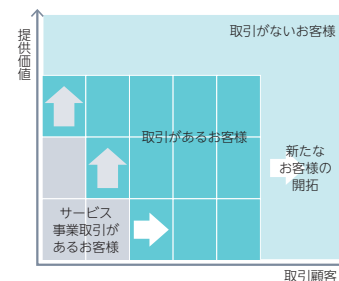 提供価値
取引がないお客様
取引があるお客様
新たな
お客様の
開拓
サービス
事業取引が
あるお客様
取引顧客